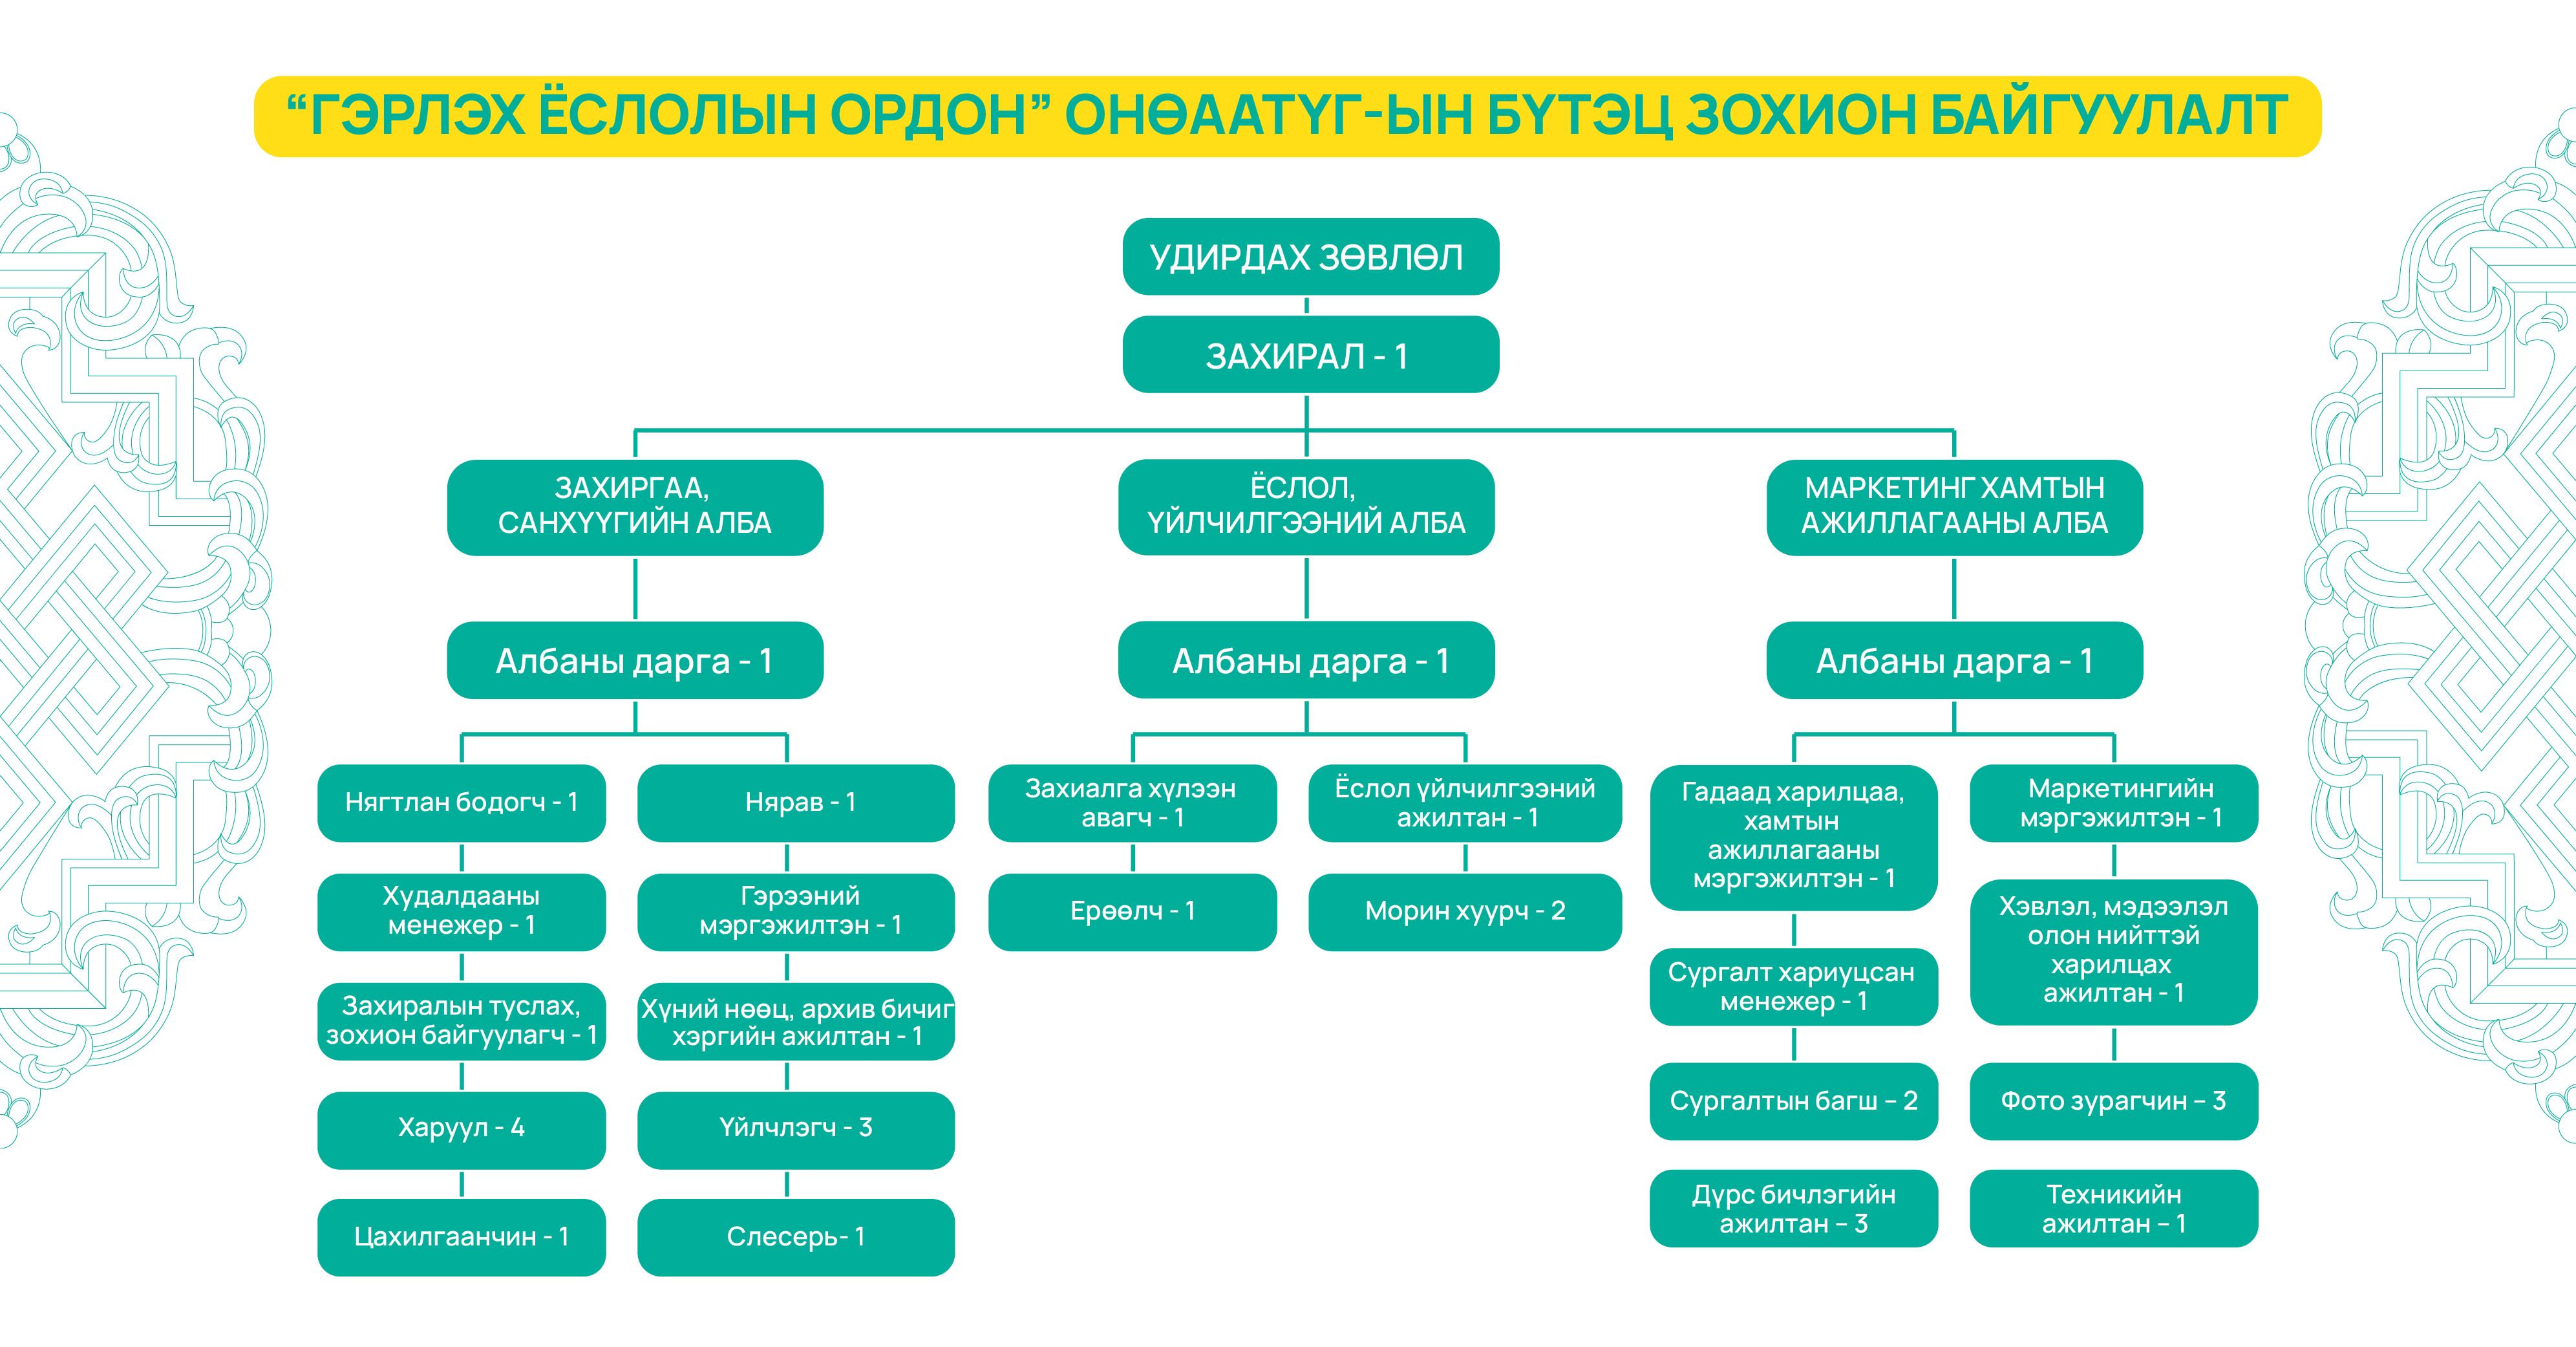 “ГЭРЛЭХ ЁСЛОЛЫН ОРДОН” ОНӨААТҮГ-ЫН БҮТЭЦ ЗОХИОН БАЙГУУЛАЛТ
УДИРДАХ ЗӨВЛӨЛ
ЗАХИРАЛ - 1
ЗАХИРГАА,
САНХҮҮГИЙН АЛБА
Албаны дарга - 1
Нягтлан бодогч - 1
Худалдааны
менежер - 1
Захиралын туслах,
зохион байгуулагч - 1
Харуул - 4
Цахилгаанчин - 1
Нярав - 1
Гэрээний
мэргэжилтэн - 1
Хүний нөөц, архив бичиг
хэргийн ажилтан - 1
Үйлчлэгч - 3
Слесерь- 1
ЁСЛОЛ,
ҮЙЛЧИЛГЭЭНИЙ АЛБА
Албаны дарга - 1
Захиалга хүлээн
авагч - 1
Ерөөлч - 1
Ёслол үйлчилгээний
ажилтан - 1
Морин хуурч - 2
МАРКЕТИНГ ХАМТЫН
АЖИЛЛАГААНЫ АЛБА
Албаны дарга - 1
Гадаад харилцаа,
хамтын
ажиллагааны
мэргэжилтэн - 1
Сургалт хариуцсан
менежер - 1
Сургалтын багш – 2
Дүрс бичлэгийн
ажилтан – 3
Маркетингийн
мэргэжилтэн - 1
Хэвлэл, мэдээлэл
олон нийттэй
харилцах
ажилтан - 1
Фото зурагчин – 3
Техникийн
ажилтан – 1